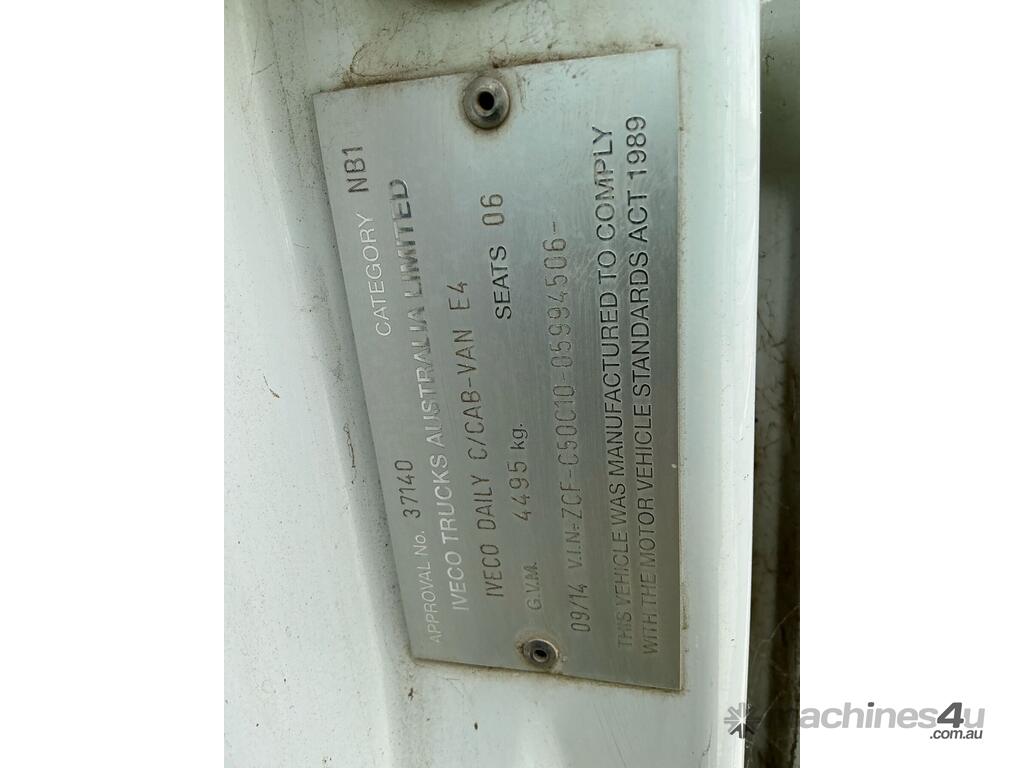 APPROVAL No. 37140 CATEGORY NB1
IVECO TRUCKS AUSTRALIA LIMITED
IVECO DAILY C/CAB-VAN E4
G.V.M. 4495 kg. SEATS 06
09/14 V.I.N.-ZCF-C50C10-05994506-
THIS VEHICLE WAS MANUFACTURED TO COMPLY
WITH THE MOTOR VEHICLE STANDARDS ACT 1989
machines4u
.com.au